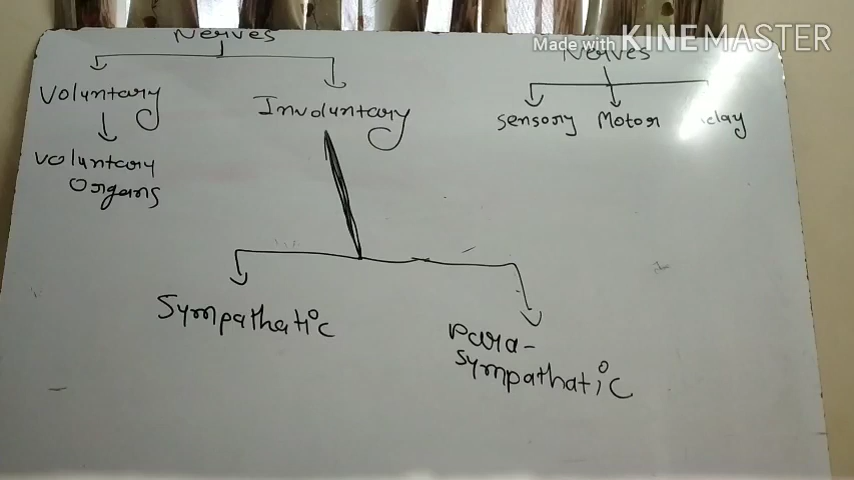 Made with KINEMASTER
Nerves
Voluntary
Involuntary
Voluntary
Organs
Sympathatic
Para-
Sympathatic
Nerves
Sensory Motor